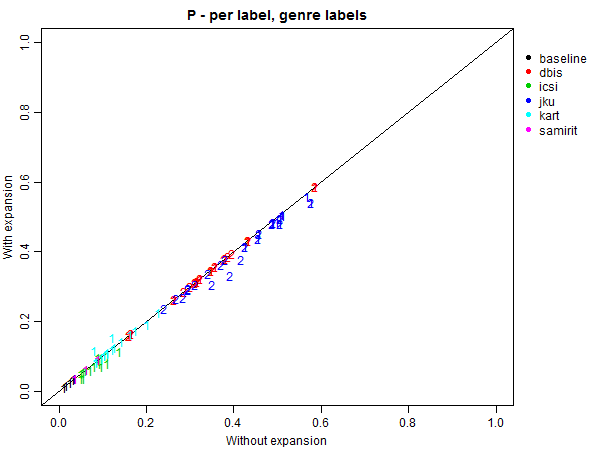 P - per label, genre labels
With expansion
1.0
0.8
0.6
0.4
0.2
0.0
0.0 0.2 0.4 0.6 0.8 1.0
Without expansion
baseline
dbis
icsi
jku
kart
samirit